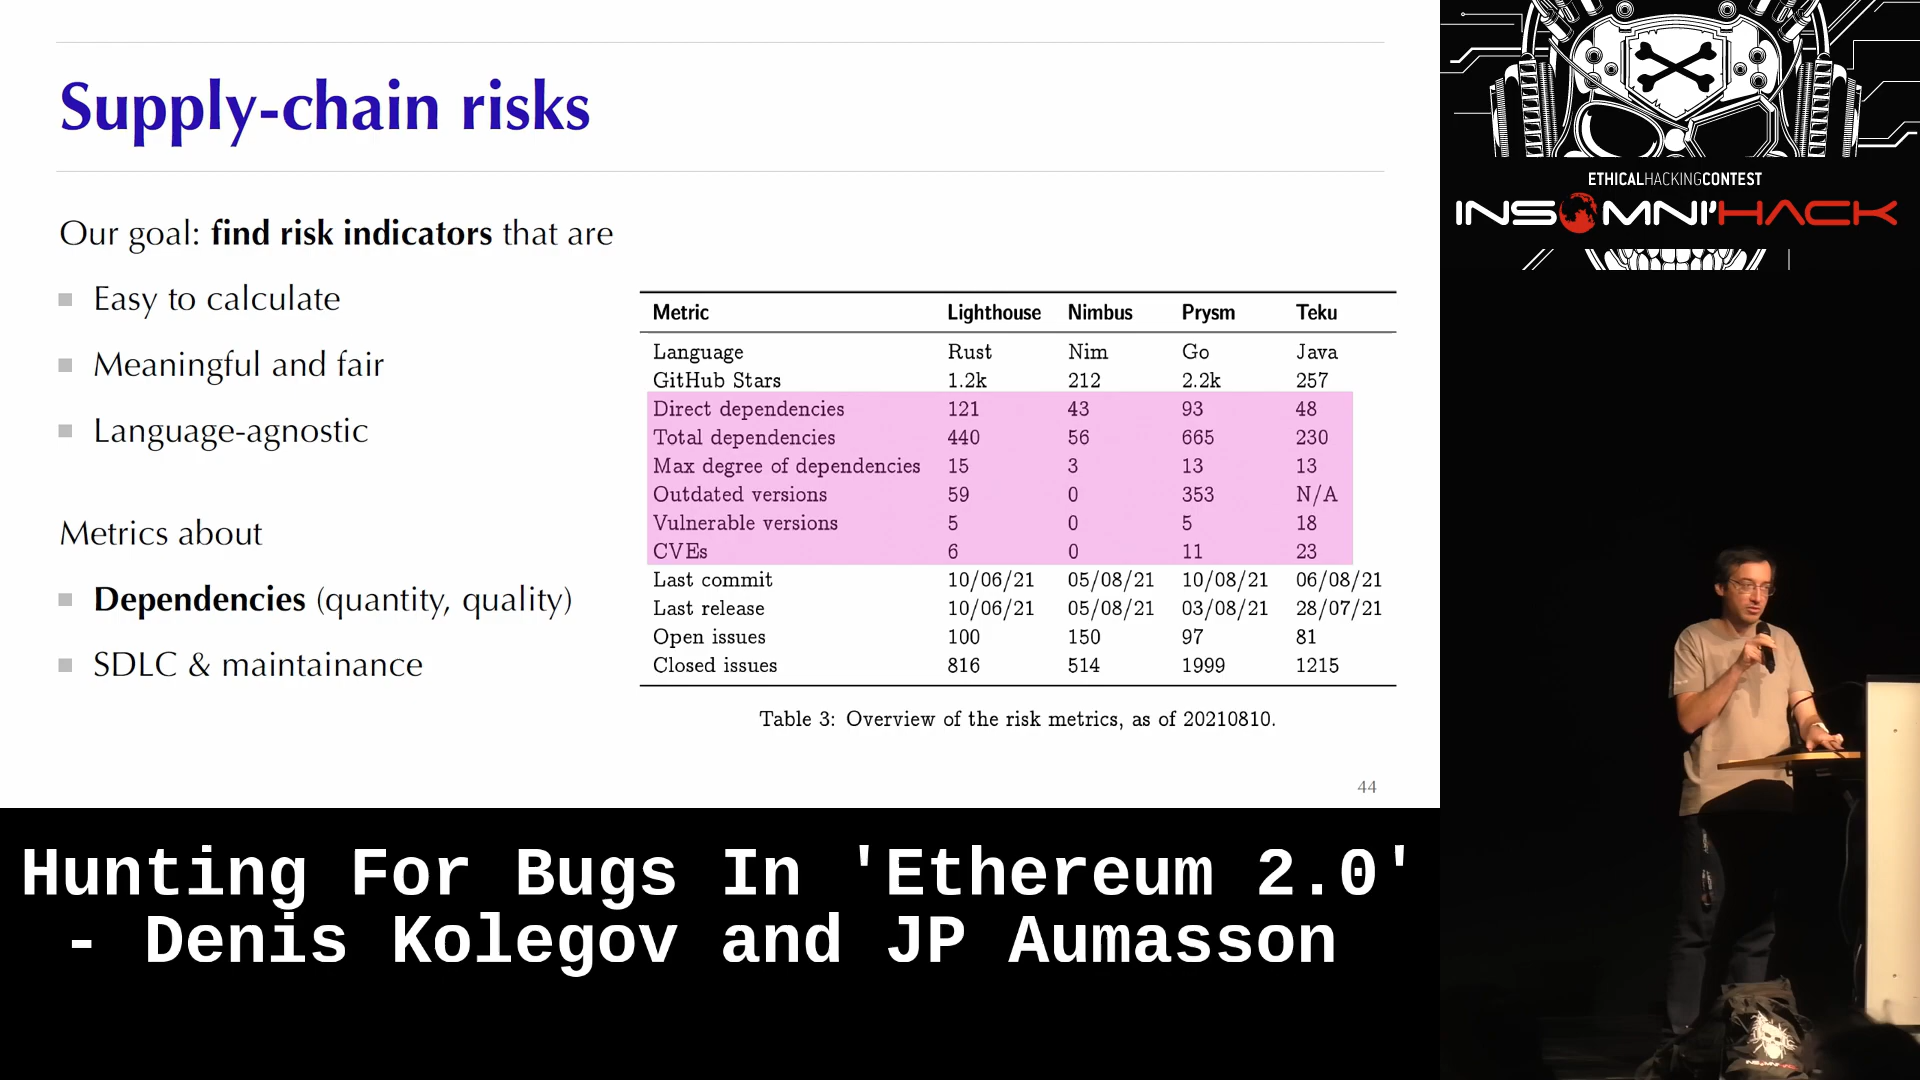 Supply-chain risks
Our goal: find risk indicators that are
Easy to calculate
Meaningful and fair
Language-agnostic
Metrics about
Dependencies (quantity, quality)
SDLC & maintainance
Metric Lighthouse Nimbus Prysm Teku
Language Rust Nim Go Java
GitHub Stars 1.2k 212 2.2k 257
Direct dependencies 121 43 93 48
Total dependencies 440 56 665 230
Max degree of dependencies 15 3 13 13
Outdated versions 59 0 353 N/A
Vulnerable versions 5 0 5 18
CVEs 6 0 11 23
Last commit 10/06/21 05/08/21 10/08/21 06/08/21
Last release 10/06/21 05/08/21 03/08/21 28/07/21
Open issues 100 150 97 81
Closed issues 816 514 1999 1215
Table 3: Overview of the risk metrics, as of 20210810.
44
ETHICALHACKINGCONTEST
INSOMNI'HACK
Hunting For Bugs In 'Ethereum 2.0'
- Denis Kolegov and JP Aumasson